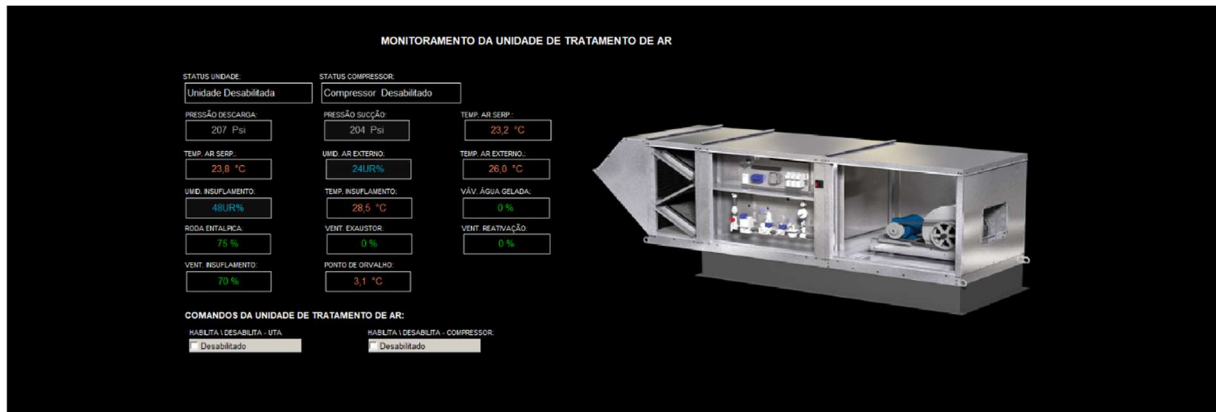 MONITORAMENTO DA UNIDADE DE TRATAMENTO DE AR
STATUS UNIDADE: STATUS COMPRESSOR:
Unidade Desabilitada Compressor Desabilitado
PRESSÃO DESCARGA: PRESSÃO SUCÇÃO: TEMP. AR SERP.:
207 Psi 204 Psi 23,2 °C
TEMP. AR SERP.: UMID. AR EXTERNO: TEMP. AR EXTERNO.:
23,8 °C 24UR% 26,0 °C
UMID. INSUFLAMENTO: TEMP. INSUFLAMENTO: VÁV. ÁGUA GELADA:
48UR% 28,5 °C 0 %
RODA ENTALPICA: VENT. EXAUSTOR: VENT. REATIVAÇÃO:
75 % 0 % 0 %
VENT. INSUFLAMENTO: PONTO DE ORVALHO:
70 % 3,1 °C
COMANDOS DA UNIDADE DE TRATAMENTO DE AR:
HABILITA \ DESABILITA - UTA HABILITA \ DESABILITA - COMPRESSOR:
Desabilitado Desabilitado